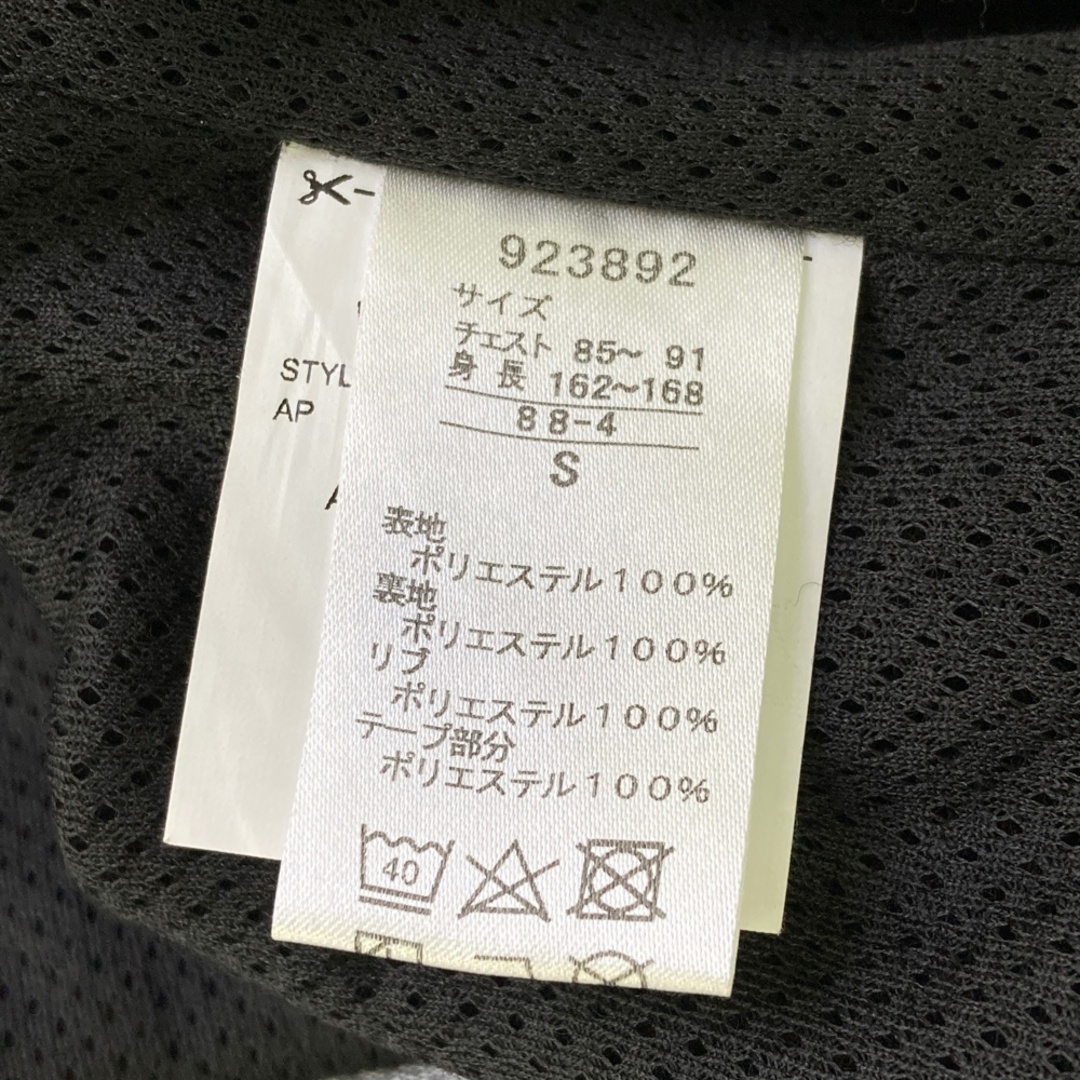 923892
サイズ
チェスト 85～ 91
身 長 162～168
88-4
S
表地
ポリエステル１００％
裏地
ポリエステル１００％
リブ
ポリエステル１００％
テープ部分
ポリエステル１００％
40
STYL
AP